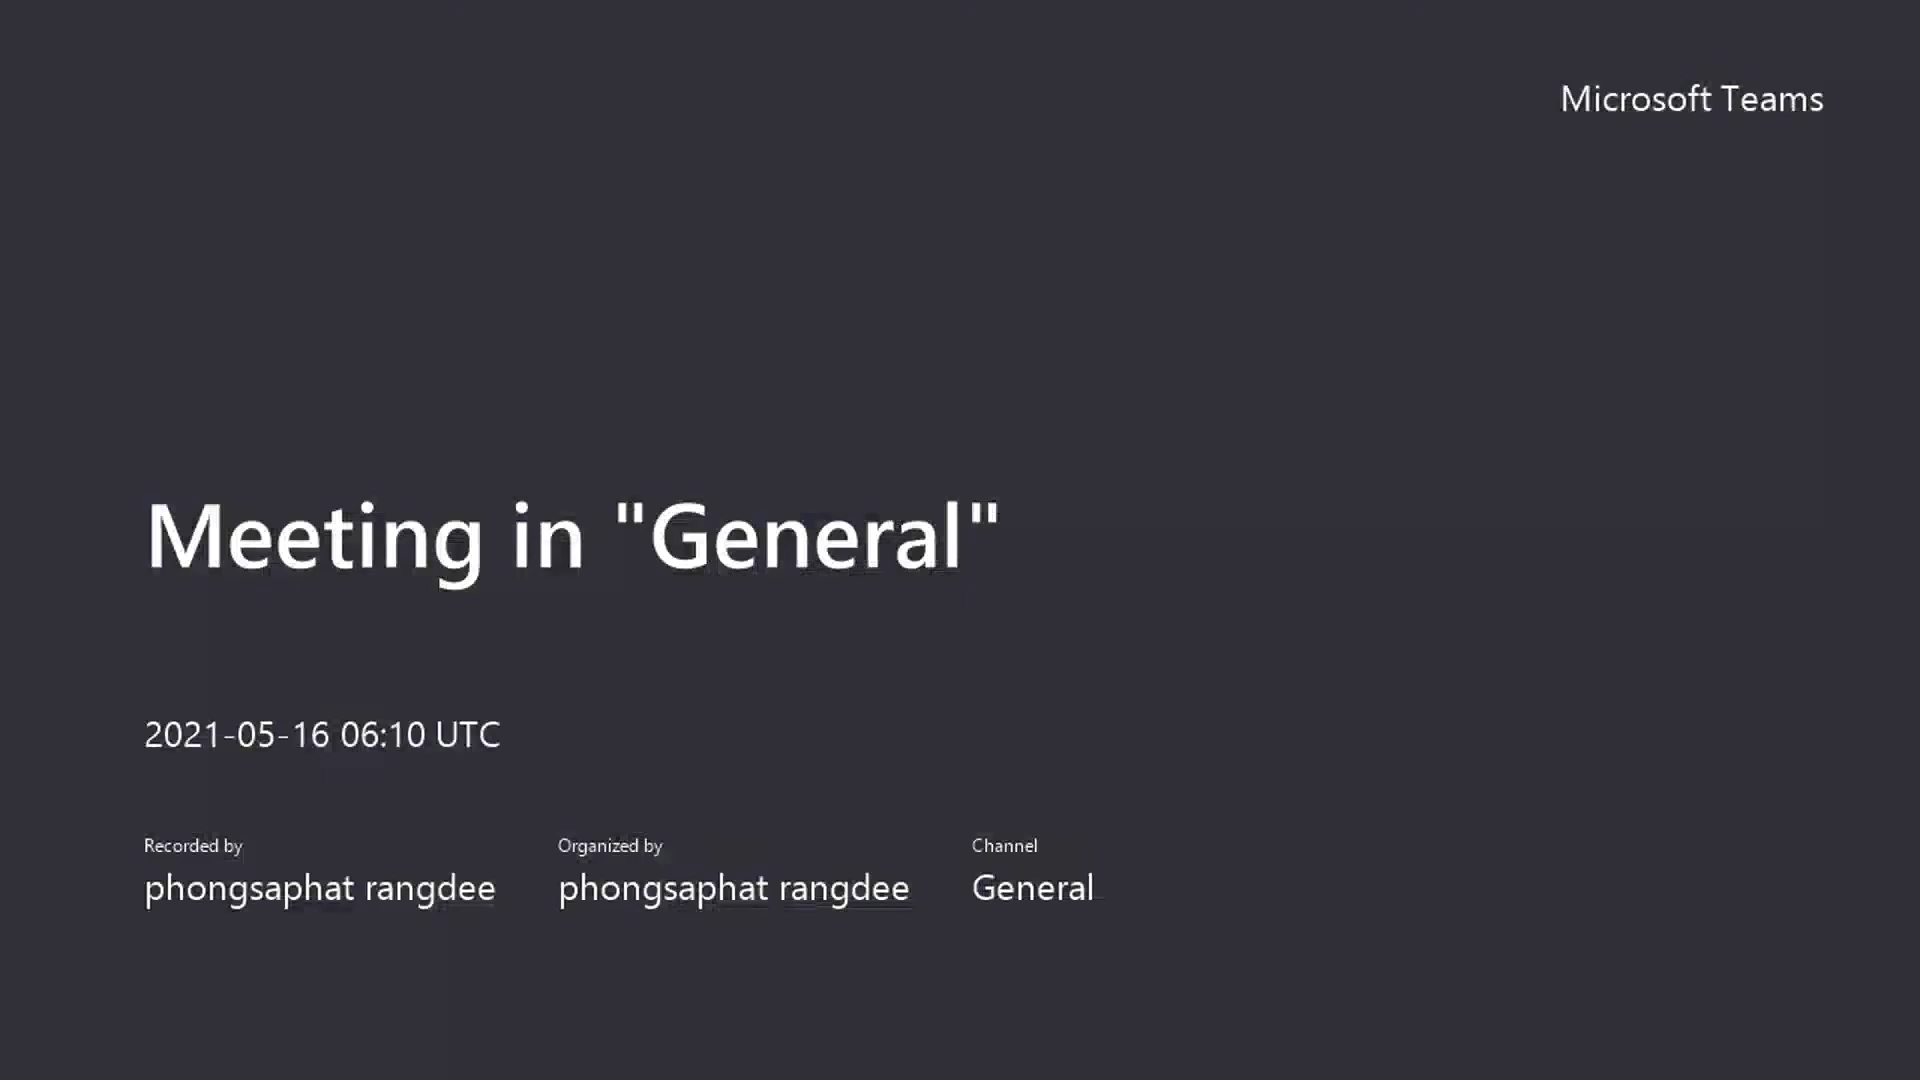 Microsoft Teams
Meeting in "General"
2021-05-16 06:10 UTC
Recorded by
phongsaphat rangdee
Organized by
phongsaphat rangdee
Channel
General